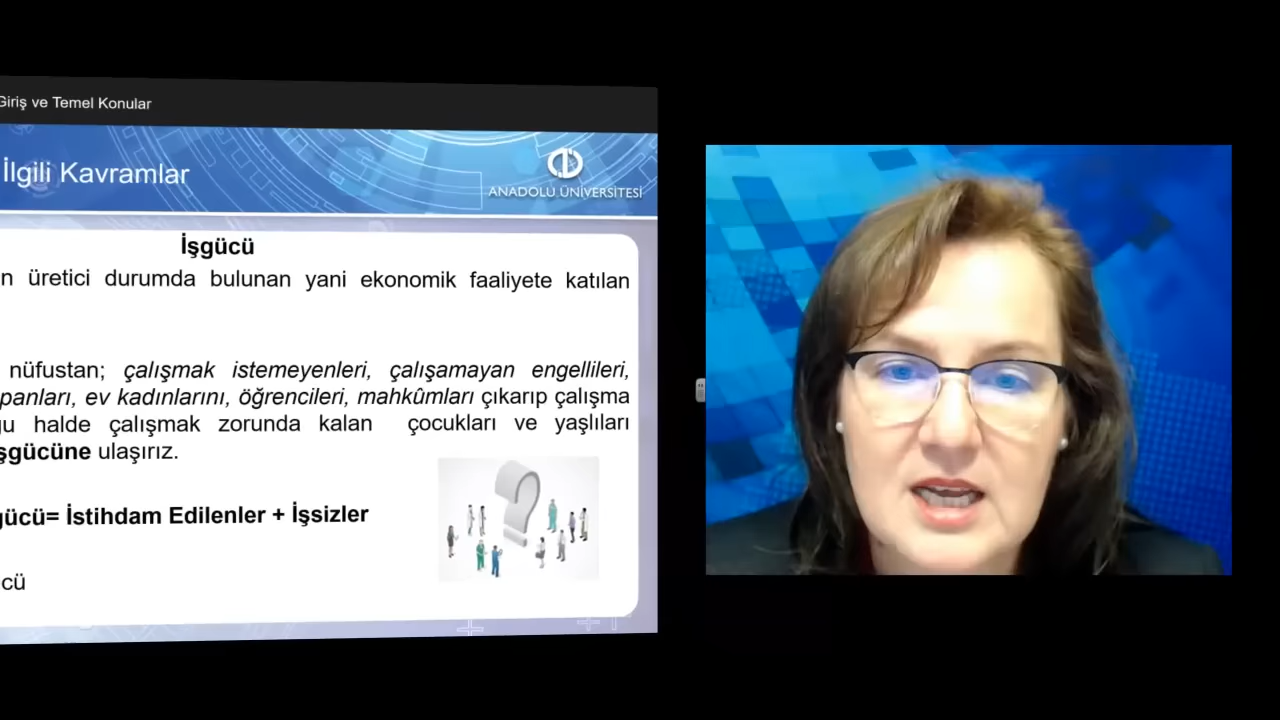 Giriş ve Temel Konular
İlgili Kavramlar
ANADOLU ÜNİVERSİTESİ
İşgücü
n üretici durumda bulunan yani ekonomik faaliyete katılan
nüfustan; çalışmak istemeyenleri, çalışamayan engellileri,
panları, ev kadınlarını, öğrencileri, mahkûmları çıkarıp çalışma
u halde çalışmak zorunda kalan çocukları ve yaşlıları
şgücüne ulaşırız.
gücü= İstihdam Edilenler + İşsizler
cü